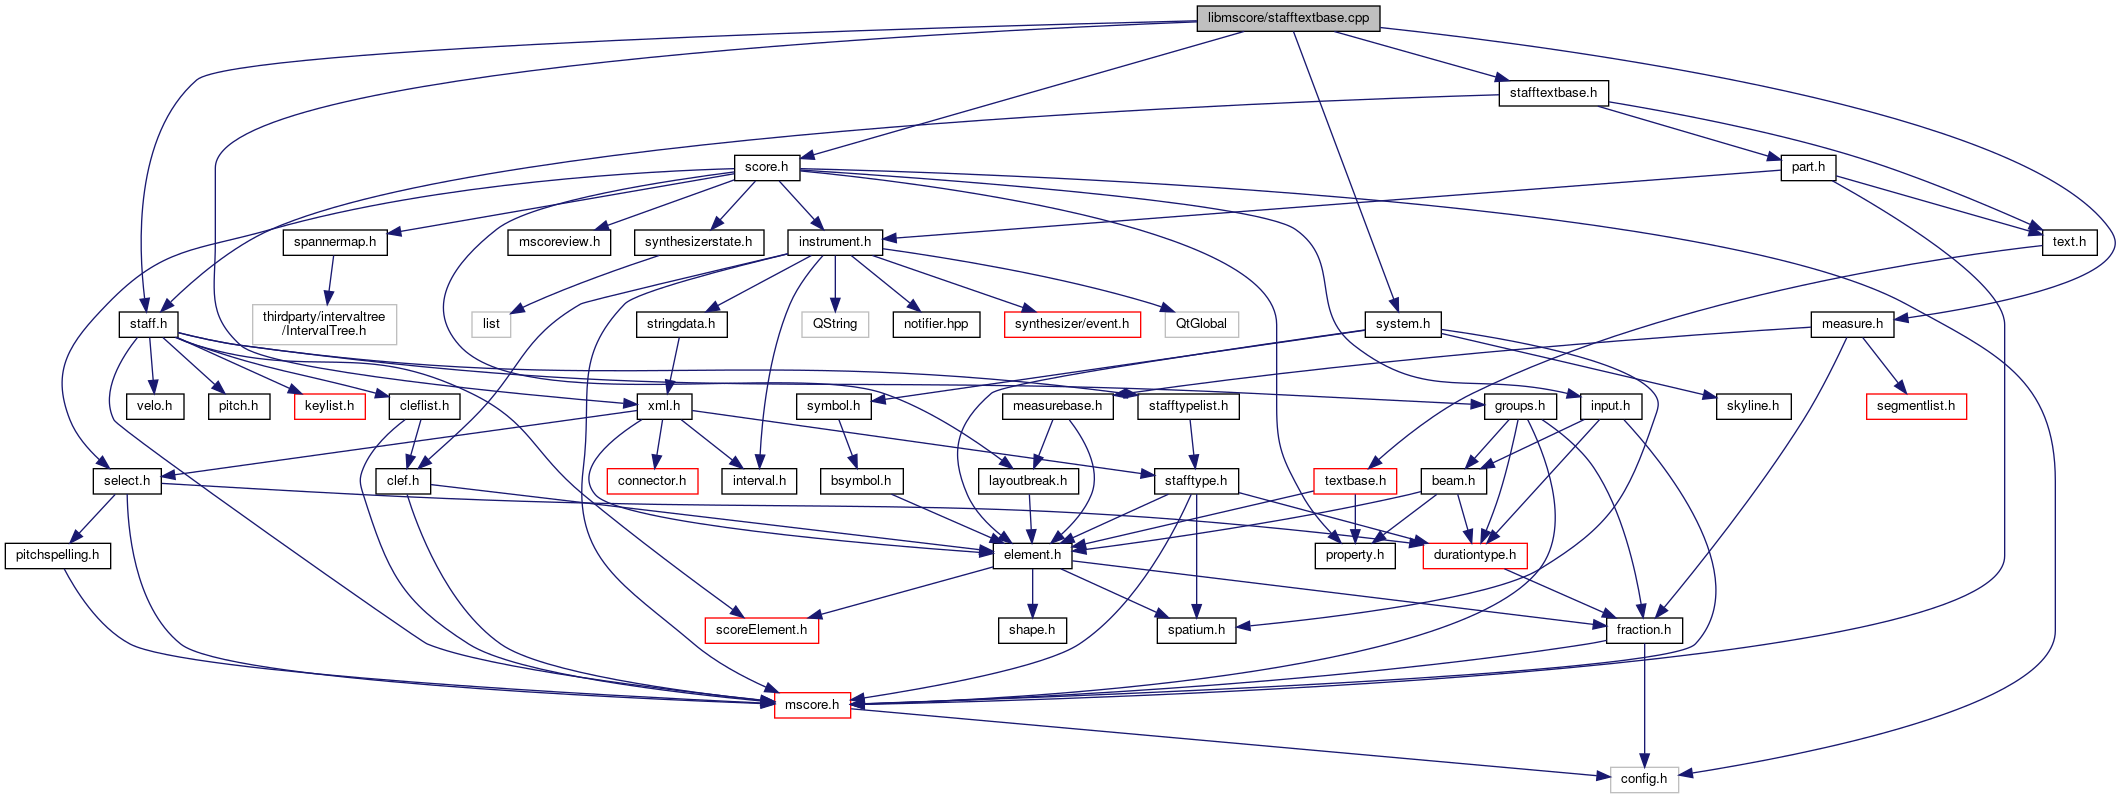 libmscore/stafftextbase.cpp
stafftextbase.h
score.h
part.h
spannermap.h
mscoreview.h
synthesizerstate.h
instrument.h
text.h
thirdparty/intervaltree
/IntervalTree.h
staff.h
list
stringdata.h
QString
notifier.hpp
synthesizer/event.h
QtGlobal
system.h
measure.h
velo.h
pitch.h
keylist.h
cleflist.h
xml.h
symbol.h
measurebase.h
stafftypelist.h
groups.h
input.h
skyline.h
segmentlist.h
select.h
clef.h
connector.h
interval.h
bsymbol.h
layoutbreak.h
stafftype.h
textbase.h
beam.h
pitchspelling.h
element.h
property.h
durationtype.h
scoreElement.h
shape.h
spatium.h
fraction.h
mscore.h
config.h